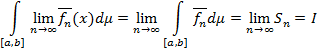 ∫_{[a,b]} lim_{n→∞} \overline{f_n}(x)dμ = lim_{n→∞} ∫_{[a,b]} \overline{f_n}dμ = lim_{n→∞} S_n = I